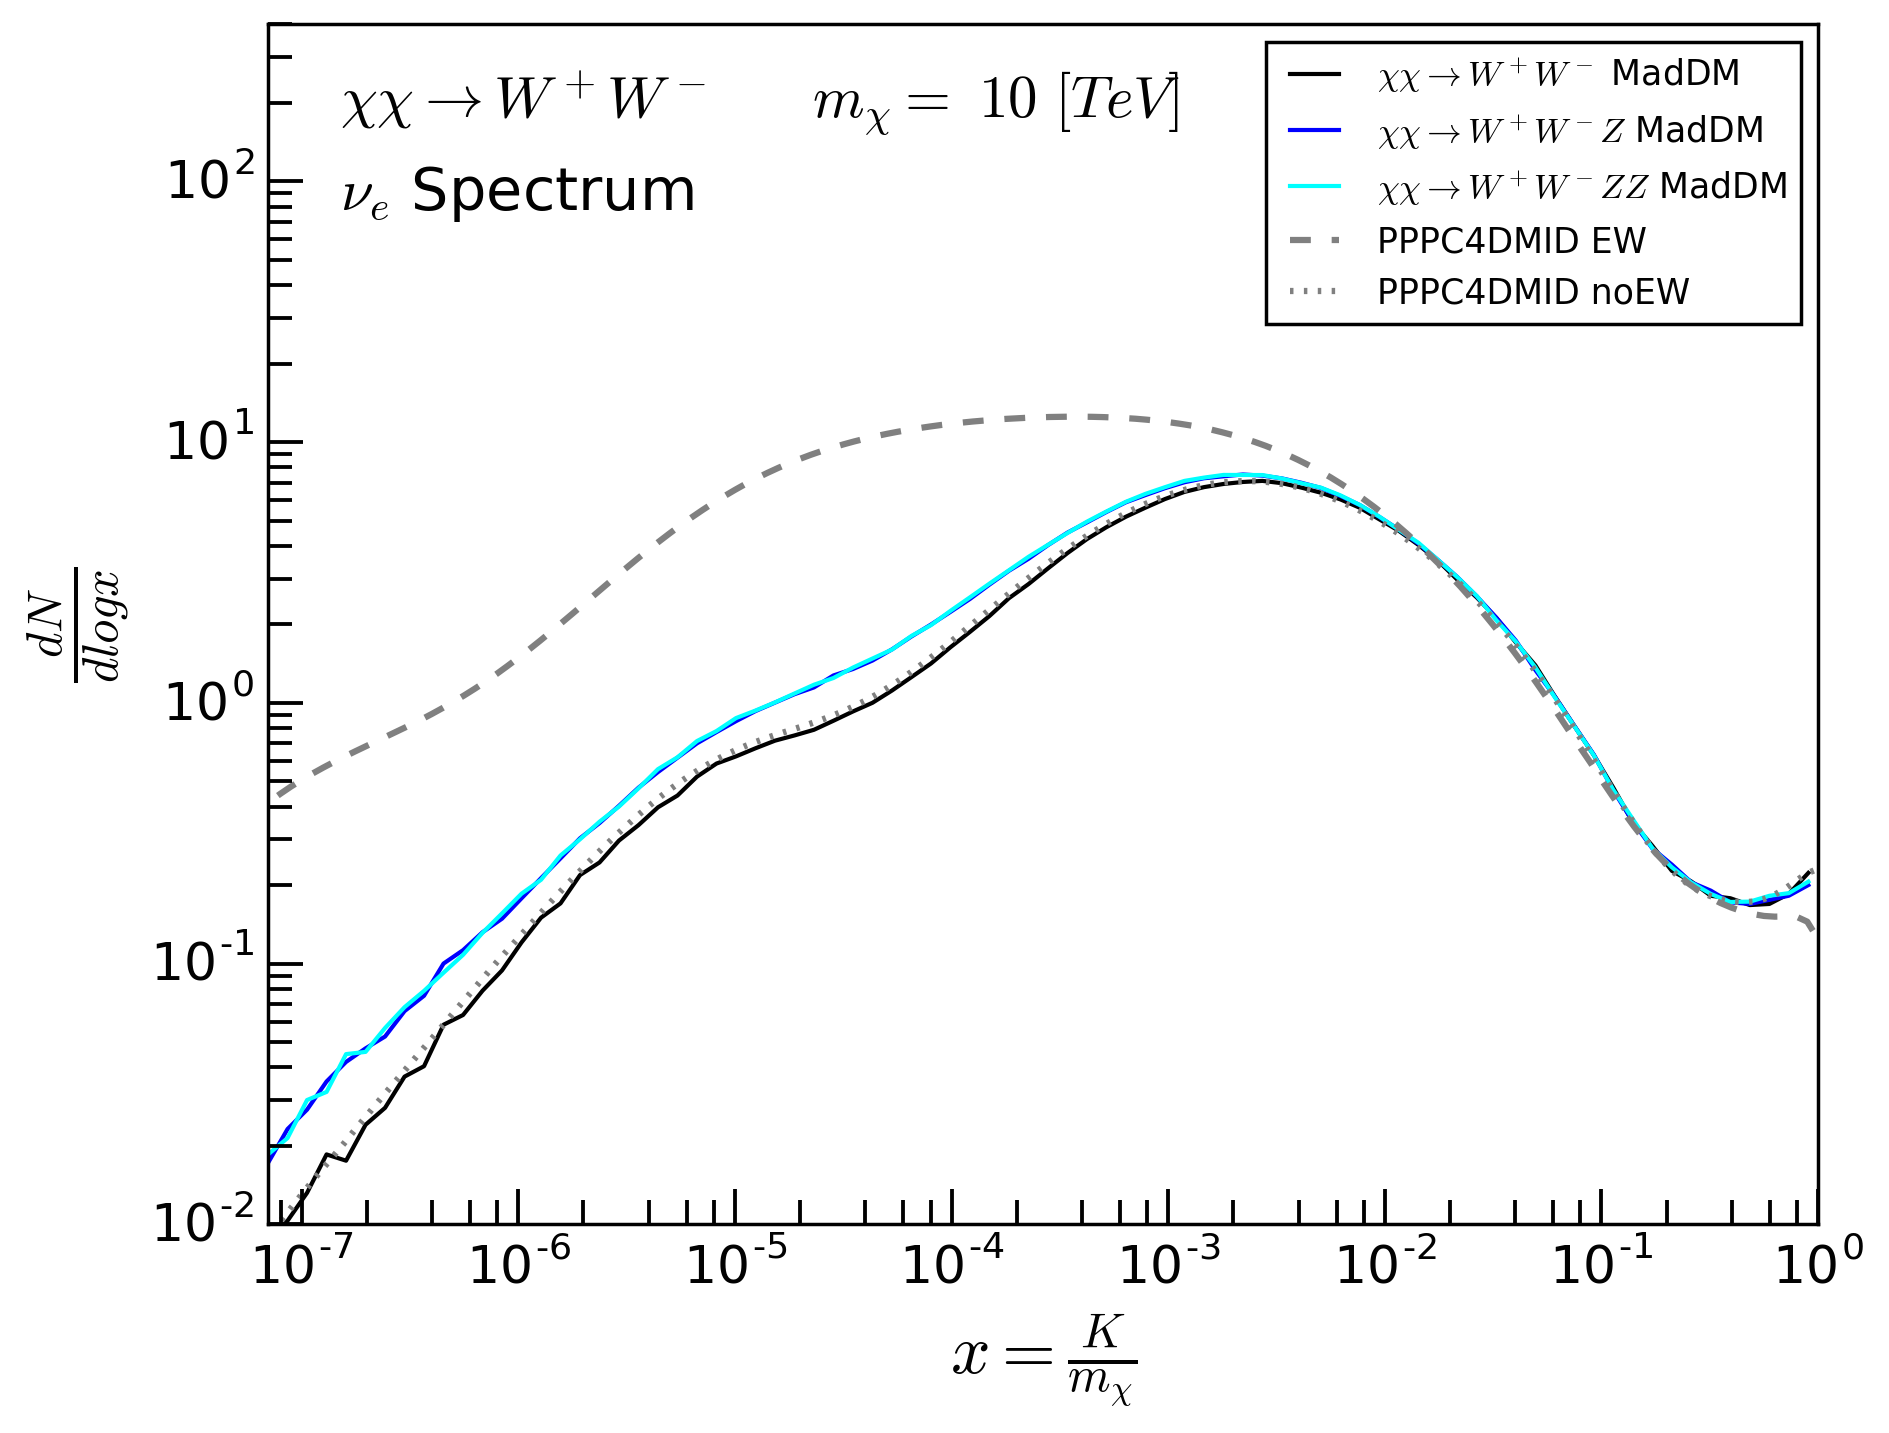 χχ → W⁺W⁻ m_χ = 10 [TeV]
ν_e Spectrum
χχ → W⁺W⁻ MadDM
χχ → W⁺W⁻Z MadDM
χχ → W⁺W⁻ZZ MadDM
PPPC4DMID EW
PPPC4DMID noEW
dN/dlogx
10²
10¹
10⁰
10⁻¹
10⁻²
10⁻⁷ 10⁻⁶ 10⁻⁵ 10⁻⁴ 10⁻³ 10⁻² 10⁻¹ 10⁰
x = K/m_χ